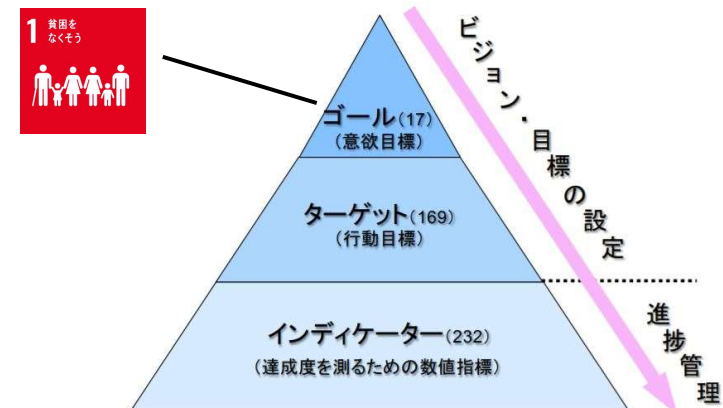 1 貧困を
なくそう
ゴール(17)
(意欲目標)
ターゲット(169)
(行動目標)
インディケーター(232)
(達成度を測るための数値指標)
ビジョン・目標の設定
進捗管理